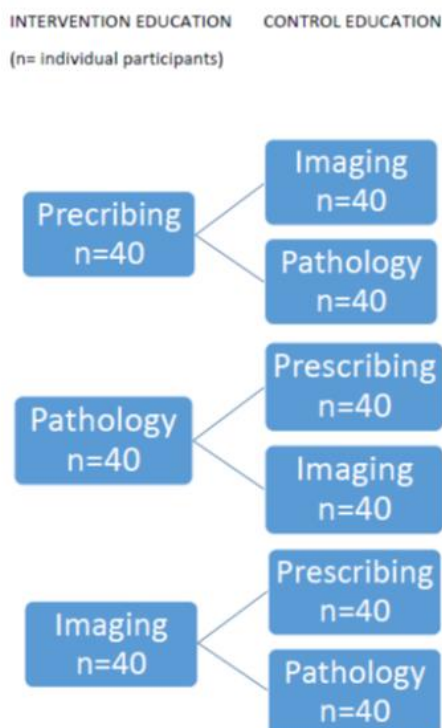 INTERVENTION EDUCATION
CONTROL EDUCATION
(n= individual participants)
Precribing
n=40
Imaging
n=40
Pathology
n=40
Pathology
n=40
Prescribing
n=40
Imaging
n=40
Imaging
n=40
Prescribing
n=40
Pathology
n=40